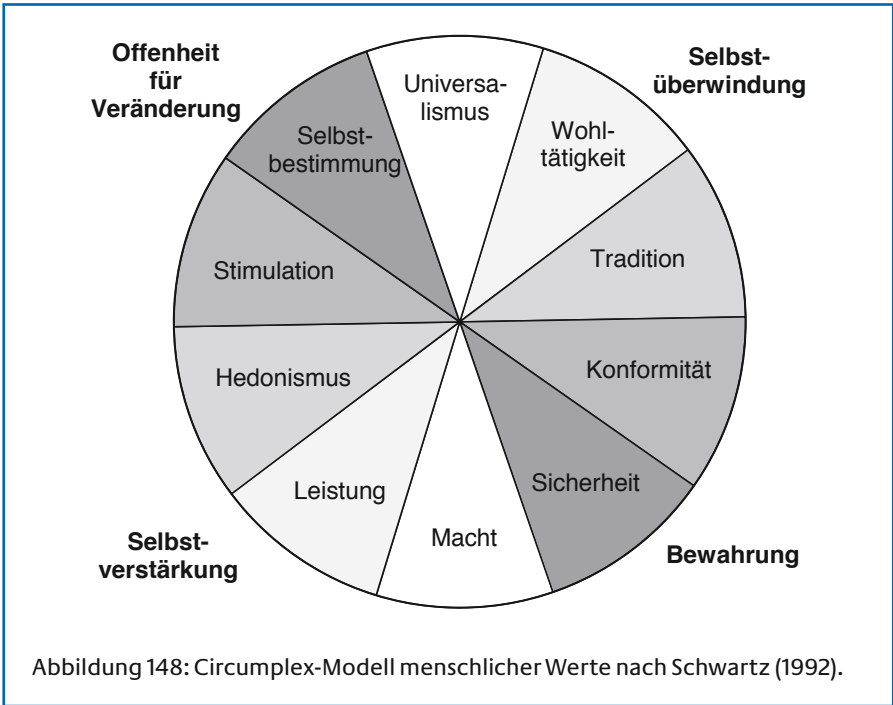 Offenheit
für
Veränderung
Selbst-
überwindung
Universa-
lismus
Wohl-
tätigkeit
Selbst-
bestimmung
Tradition
Stimulation
Konformität
Hedonismus
Sicherheit
Leistung
Macht
Selbst-
verstärkung
Bewahrung
Abbildung 148: Circumplex-Modell menschlicher Werte nach Schwartz (1992).